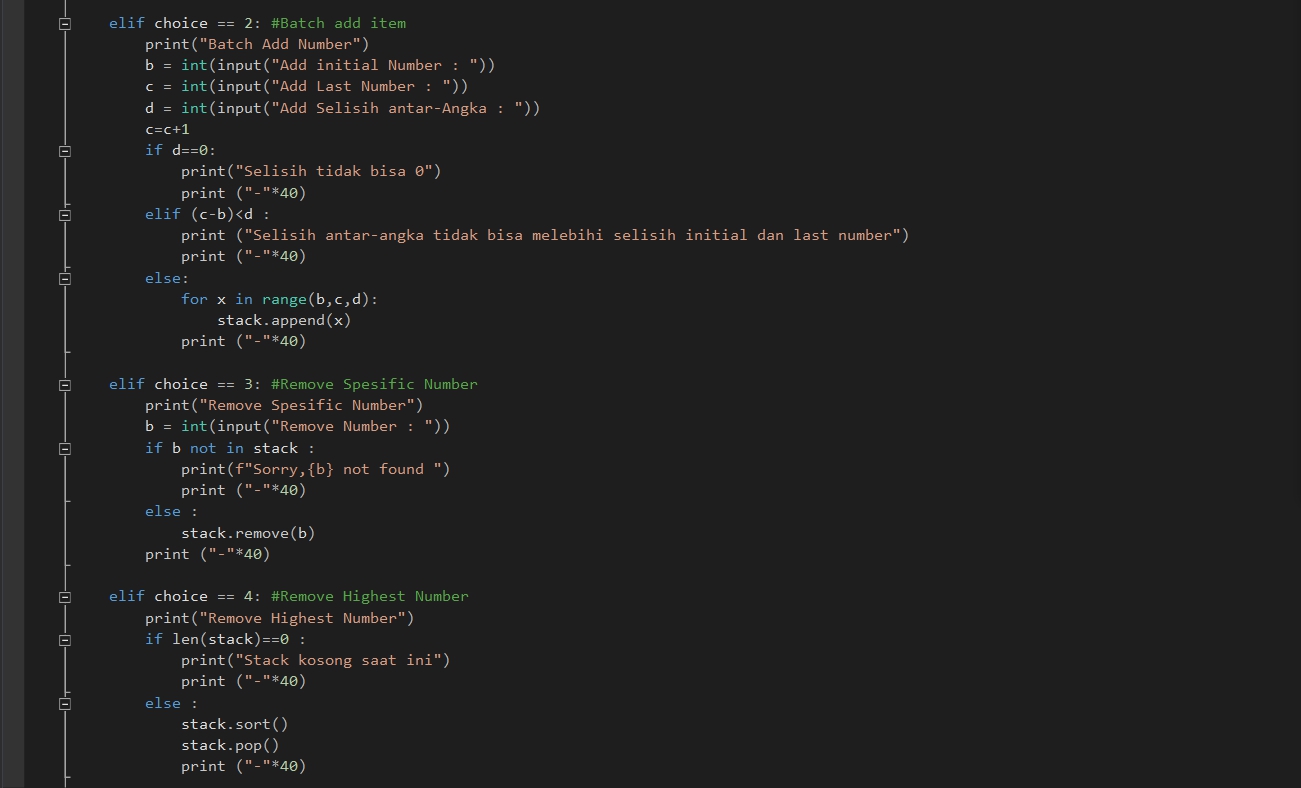 elif choice == 2: #Batch add item
print("Batch Add Number")
b = int(input("Add initial Number : "))
c = int(input("Add Last Number : "))
d = int(input("Add Selisih antar-Angka : "))
c=c+1
if d==0:
print("Selisih tidak bisa 0")
print ("-"*40)
elif (c-b)<d :
print ("Selisih antar-angka tidak bisa melebihi selisih initial dan last number")
print ("-"*40)
else:
for x in range(b,c,d):
stack.append(x)
print ("-"*40)
elif choice == 3: #Remove Spesific Number
print("Remove Spesific Number")
b = int(input("Remove Number : "))
if b not in stack :
print(f"Sorry,{b} not found ")
print ("-"*40)
else :
stack.remove(b)
print ("-"*40)
elif choice == 4: #Remove Highest Number
print("Remove Highest Number")
if len(stack)==0 :
print("Stack kosong saat ini")
print ("-"*40)
else :
stack.sort()
stack.pop()
print ("-"*40)